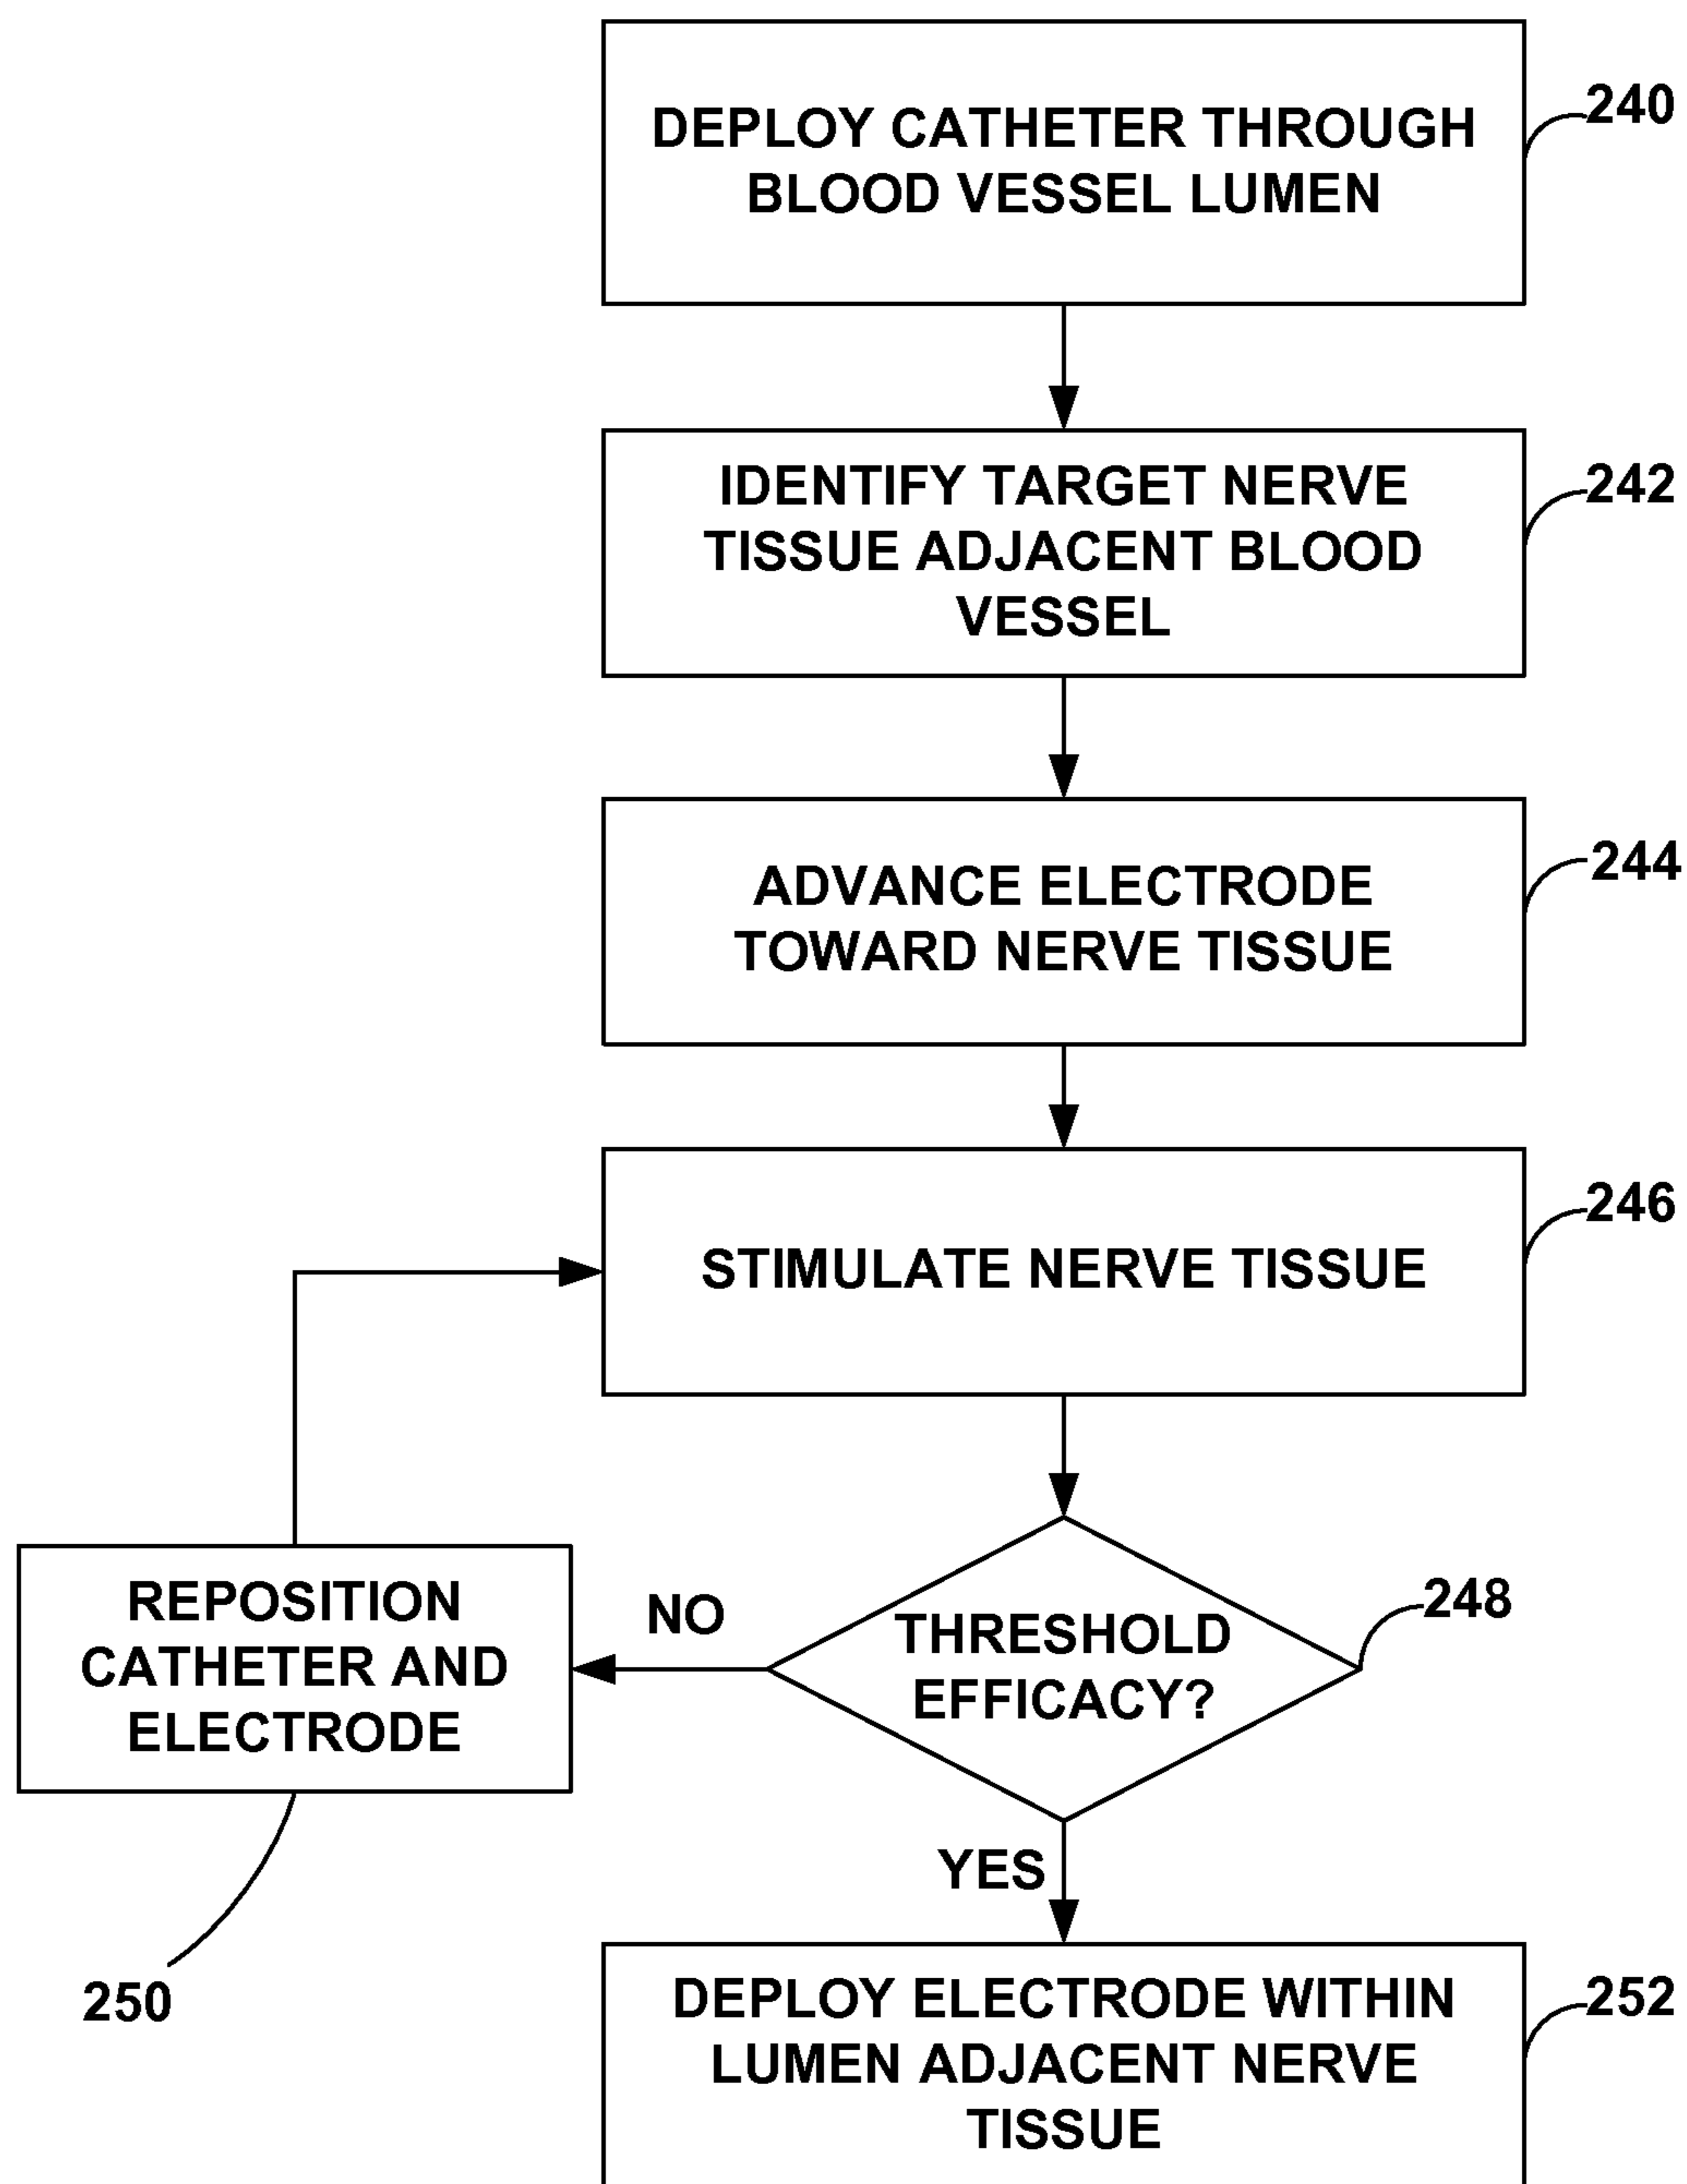 DEPLOY CATHETER THROUGH
BLOOD VESSEL LUMEN
240
IDENTIFY TARGET NERVE
TISSUE ADJACENT BLOOD
VESSEL
242
ADVANCE ELECTRODE
TOWARD NERVE TISSUE
244
STIMULATE NERVE TISSUE
246
THRESHOLD
EFFICACY?
248
NO
REPOSITION
CATHETER AND
ELECTRODE
250
YES
DEPLOY ELECTRODE WITHIN
LUMEN ADJACENT NERVE
TISSUE
252